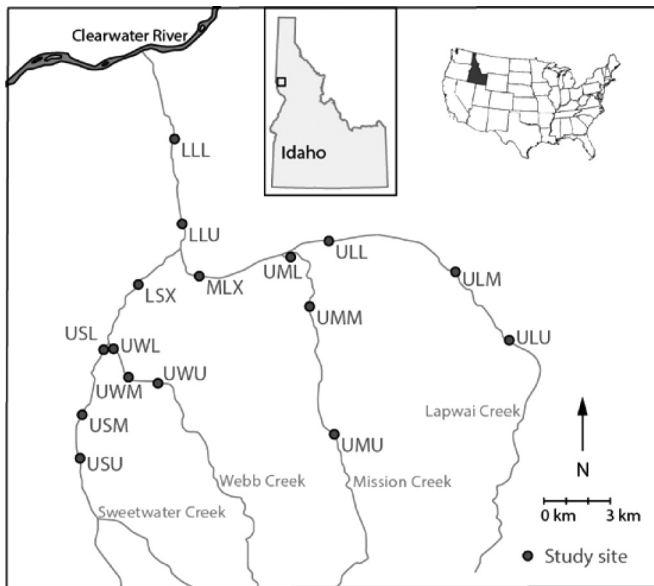 Clearwater River
Idaho
LLL
LLU
ULL
UML
MLX
ULM
LSX
UMM
ULU
USL
UWL
UWM
UWU
USM
Lapwai Creek
UMU
USU
N
Webb Creek
Mission Creek
Sweetwater Creek
0 km
3 km
Study site